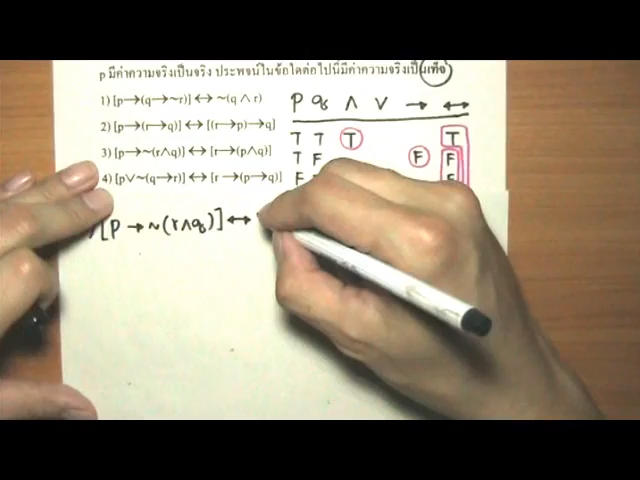 p มีค่าความจริงเป็นจริง ประพจน์ในข้อใดต่อไปนี้มีค่าความจริงเป็นเท็จ
1) [p→(q→~r)] ↔ ~(q ∧ r)
2) [p→(r→q)] ↔ [(r→p)→q]
3) [p→~(r∧q)] ↔ [r→(p∧q)]
4) [p∨~(q→r)] ↔ [r →(p→q)]
P q ∧ ∨ → ↔
T T T T
T F F F
F F
[P → ~(r∧q)] ↔